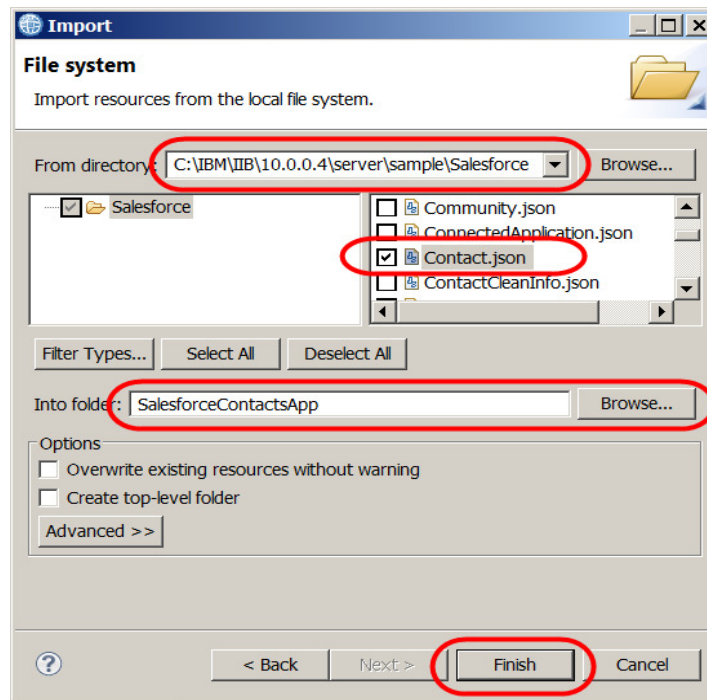 Import
File system
Import resources from the local file system.
From directory: C:\IBM\IIB\10.0.0.4\server\sample\Salesforce Browse...
Salesforce
Community.json
ConnectedApplication.json
Contact.json
ContactCleanInfo.json
Filter Types... Select All Deselect All
Into folder: SalesforceContactsApp Browse...
Options
Overwrite existing resources without warning
Create top-level folder
Advanced >>
? < Back Next > Finish Cancel